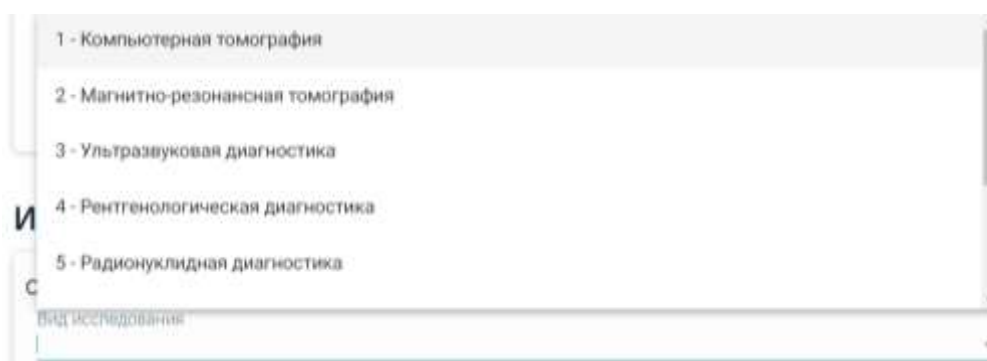 1 - Компьютерная томография
2 - Магнитно-резонансная томография
3 - Ультразвуковая диагностика
4 - Рентгенологическая диагностика
И
5 - Радионуклидная диагностика
С
Вид исследования